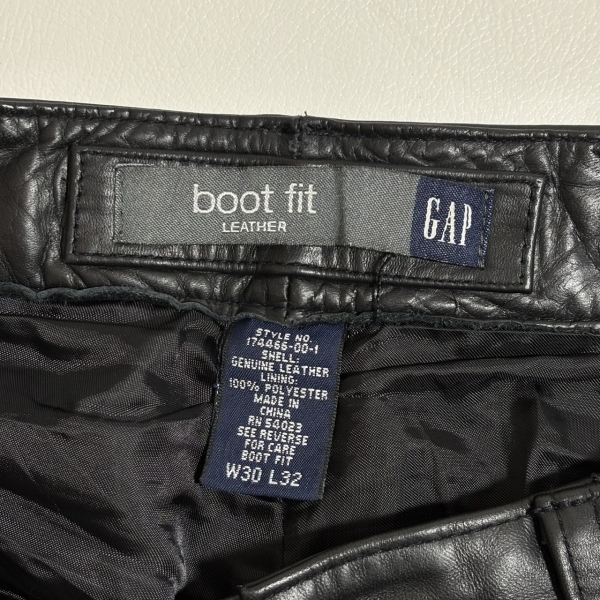 boot fit
LEATHER
GAP
STYLE NO.
174466-00-1
SHELL:
GENUINE LEATHER
LINING:
100% POLYESTER
MADE IN
CHINA
RN 54023
SEE REVERSE
FOR CARE
BOOT FIT
W30 L32